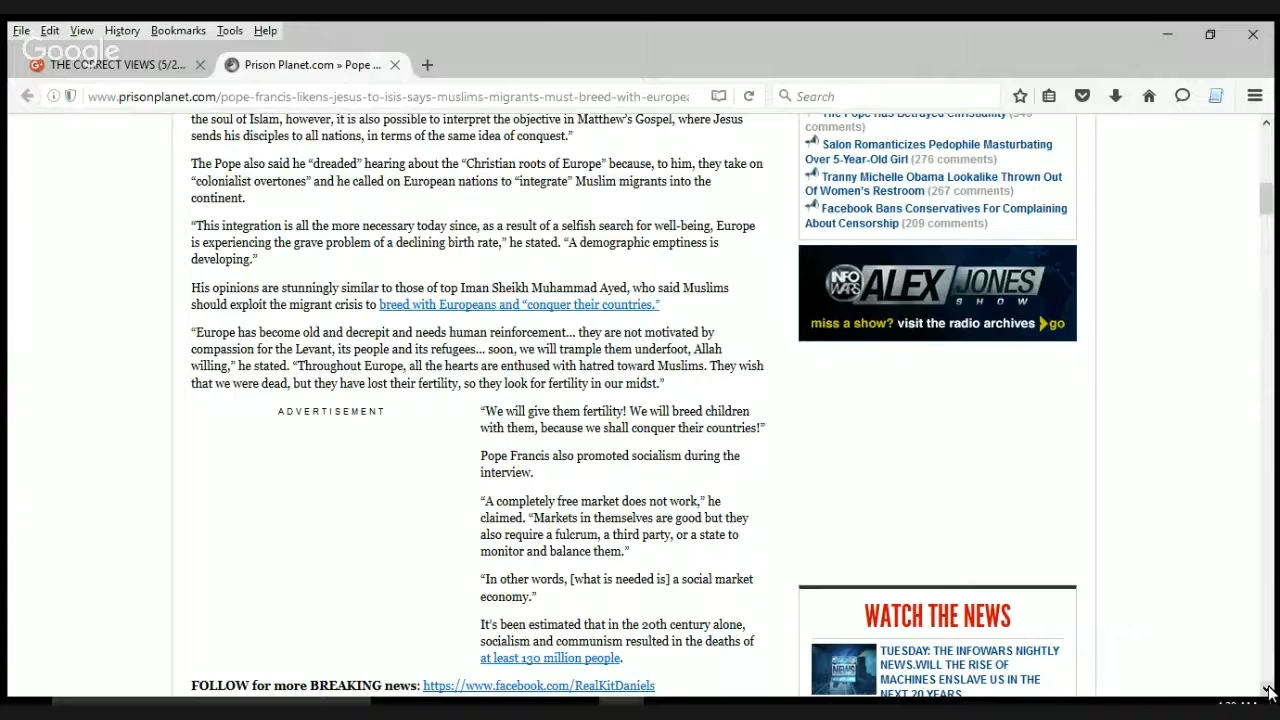 File Edit View History Bookmarks Tools Help
Google
THE CORRECT VIEWS (5/2...
Prison Planet.com » Pope ...
www.prisonplanet.com/pope-francis-likens-jesus-to-isis-says-muslims-migrants-must-breed-with-europea
Search
the soul of Islam, however, it is also possible to interpret the objective in Matthew's Gospel, where Jesus
sends his disciples to all nations, in terms of the same idea of conquest.”
The Pope also said he “dreaded” hearing about the “Christian roots of Europe” because, to him, they take on
“colonialist overtones” and he called on European nations to “integrate” Muslim migrants into the
continent.
“This integration is all the more necessary today since, as a result of a selfish search for well-being, Europe
is experiencing the grave problem of a declining birth rate,” he stated. “A demographic emptiness is
developing.”
His opinions are stunningly similar to those of top Iman Sheikh Muhammad Ayed, who said Muslims
should exploit the migrant crisis to breed with Europeans and “conquer their countries.”
“Europe has become old and decrepit and needs human reinforcement... they are not motivated by
compassion for the Levant, its people and its refugees... soon, we will trample them underfoot, Allah
willing,” he stated. “Throughout Europe, all the hearts are enthused with hatred toward Muslims. They wish
that we were dead, but they have lost their fertility, so they look for fertility in our midst.”
ADVERTISEMENT
“We will give them fertility! We will breed children
with them, because we shall conquer their countries!”
Pope Francis also promoted socialism during the
interview.
“A completely free market does not work,” he
claimed. “Markets in themselves are good but they
also require a fulcrum, a third party, or a state to
monitor and balance them.”
“In other words, [what is needed is] a social market
economy.”
It's been estimated that in the 20th century alone,
socialism and communism resulted in the deaths of
at least 130 million people.
FOLLOW for more BREAKING news: https://www.facebook.com/RealKitDaniels
The Pope Has Betrayed Christianity
comments)
Salon Romanticizes Pedophile Masturbating
Over 5-Year-Old Girl (276 comments)
Tranny Michelle Obama Lookalike Thrown Out
Of Women's Restroom (267 comments)
Facebook Bans Conservatives For Complaining
About Censorship (209 comments)
INFO WARS ALEX JONES
SHOW
miss a show? visit the radio archives go
WATCH THE NEWS
TUESDAY: THE INFOWARS NIGHTLY
NEWS.WILL THE RISE OF
MACHINES ENSLAVE US IN THE
NEXT 20 YEARS